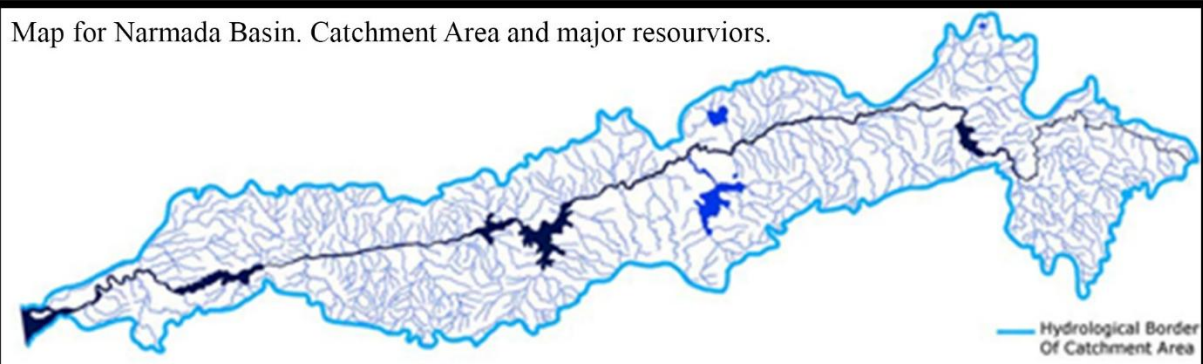 Map for Narmada Basin. Catchment Area and major resourviors.
Hydrological Border
Of Catchment Area